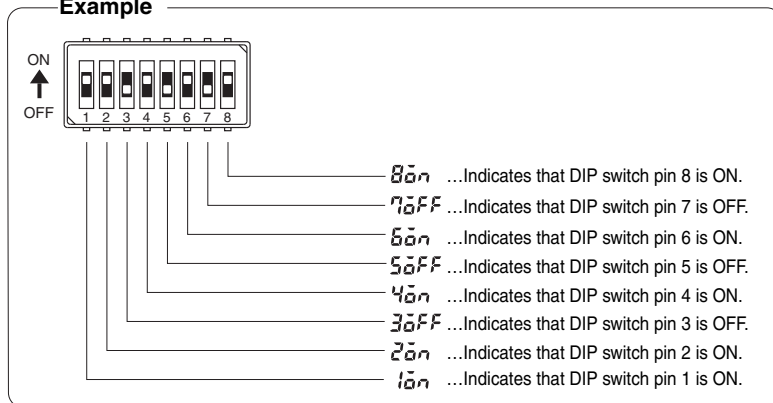 Example
ON
OFF
1 2 3 4 5 6 7 8
8on ...Indicates that DIP switch pin 8 is ON.
7oFF ...Indicates that DIP switch pin 7 is OFF.
6on ...Indicates that DIP switch pin 6 is ON.
5oFF ...Indicates that DIP switch pin 5 is OFF.
4on ...Indicates that DIP switch pin 4 is ON.
3oFF ...Indicates that DIP switch pin 3 is OFF.
2on ...Indicates that DIP switch pin 2 is ON.
1on ...Indicates that DIP switch pin 1 is ON.